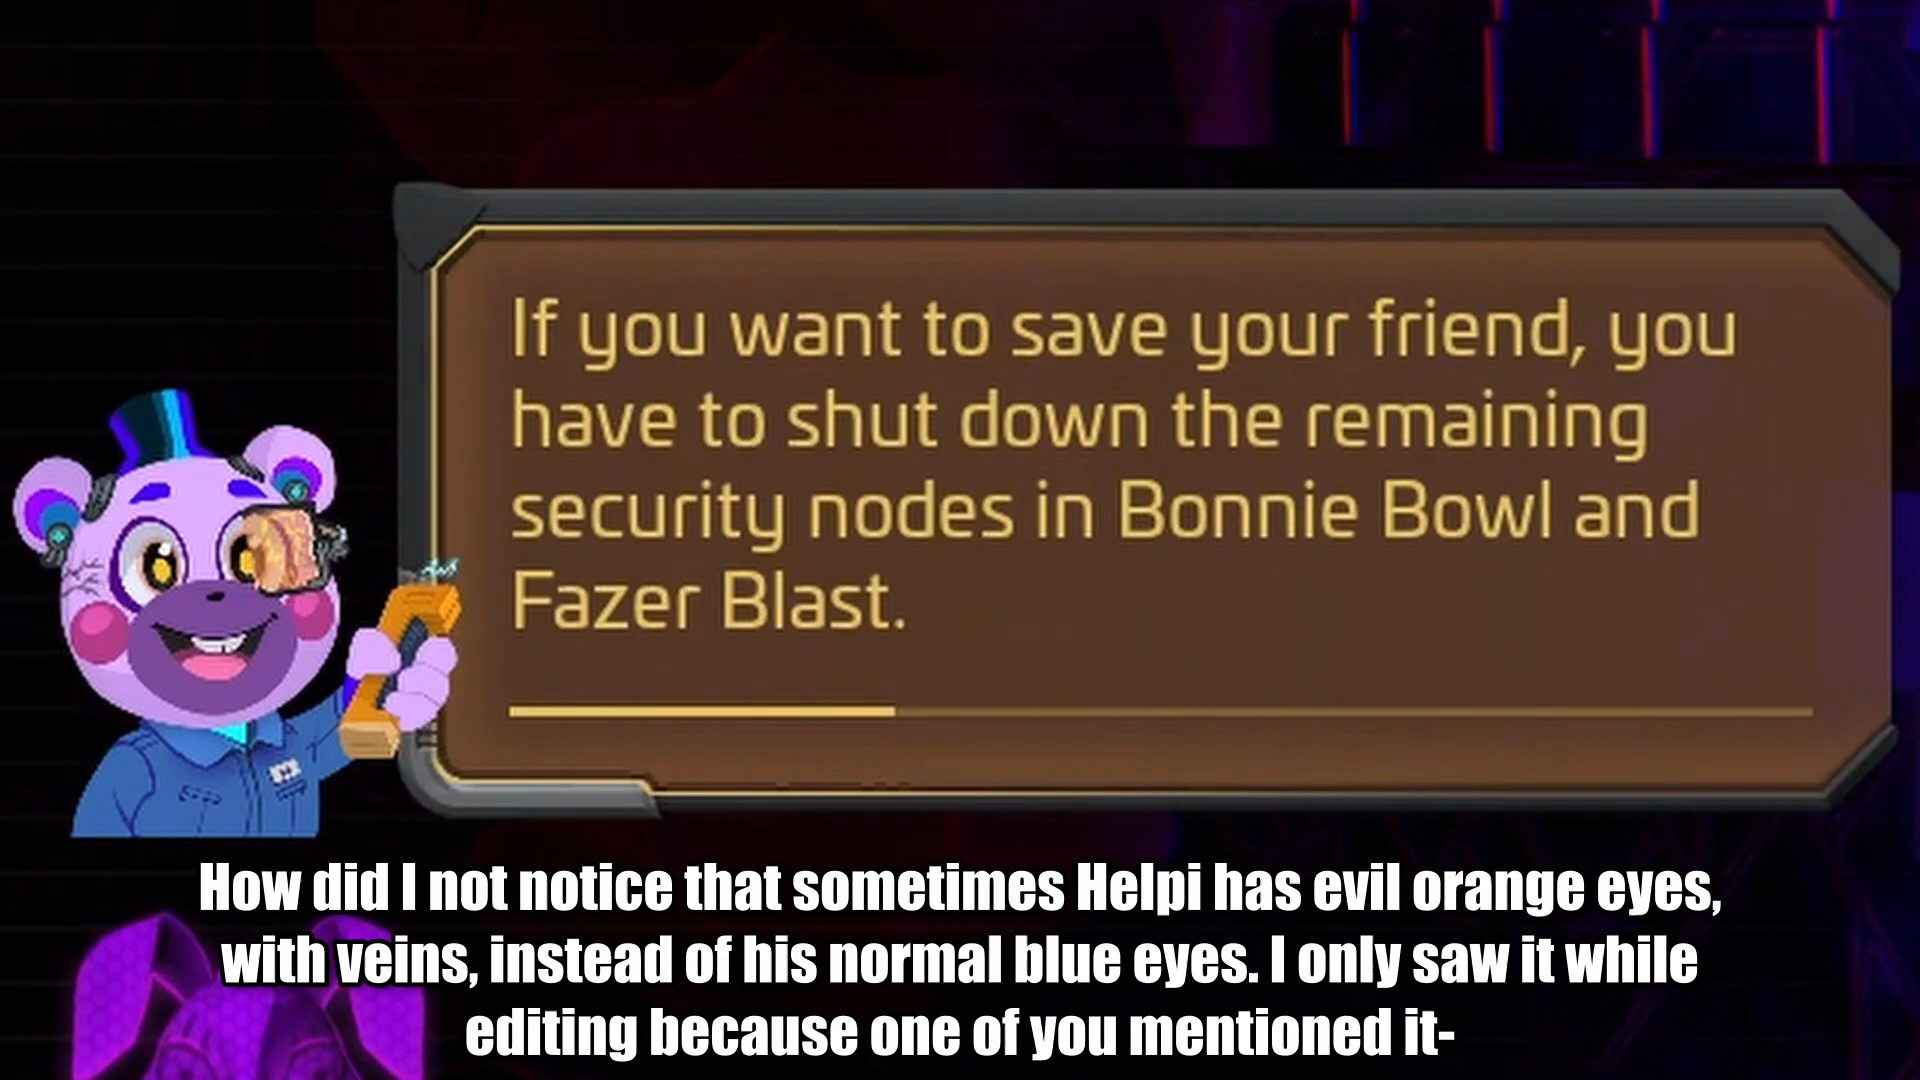 If you want to save your friend, you
have to shut down the remaining
security nodes in Bonnie Bowl and
Fazer Blast.
How did I not notice that sometimes Helpi has evil orange eyes,
with veins, instead of his normal blue eyes. I only saw it while
editing because one of you mentioned it-